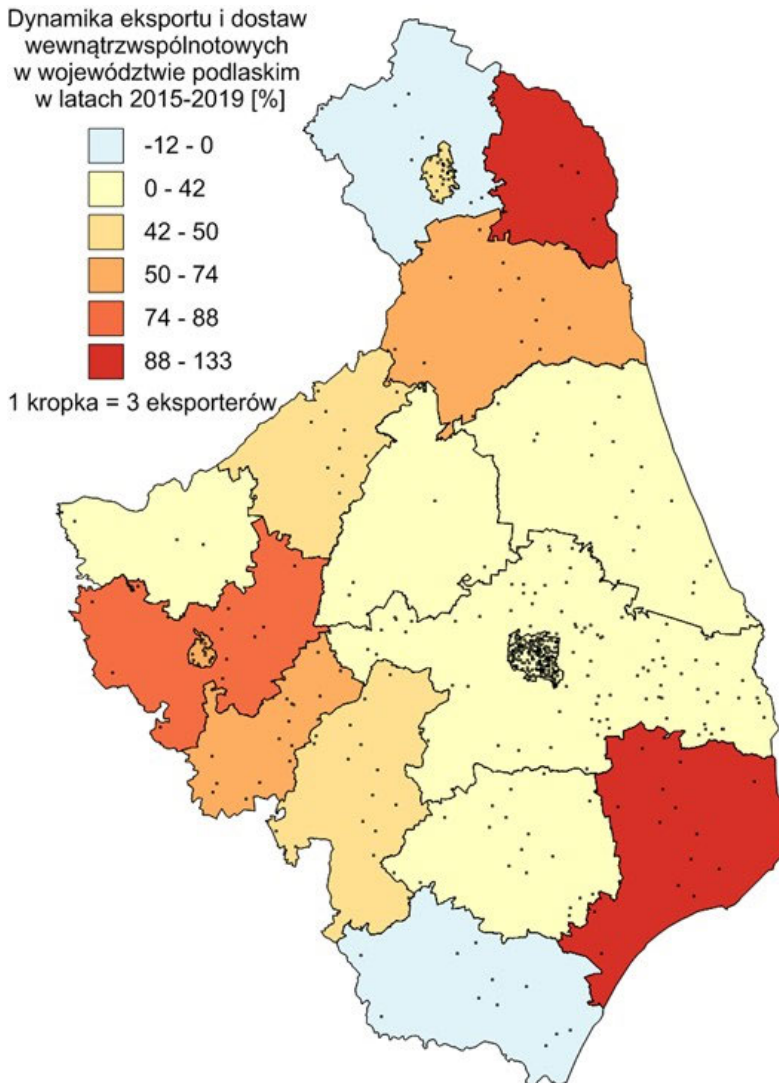 Dynamika eksportu i dostaw
wewnątrzwspólnotowych
w województwie podlaskim
w latach 2015-2019 [%]
-12 - 0
0 - 42
42 - 50
50 - 74
74 - 88
88 - 133
1 kropka = 3 eksporterów